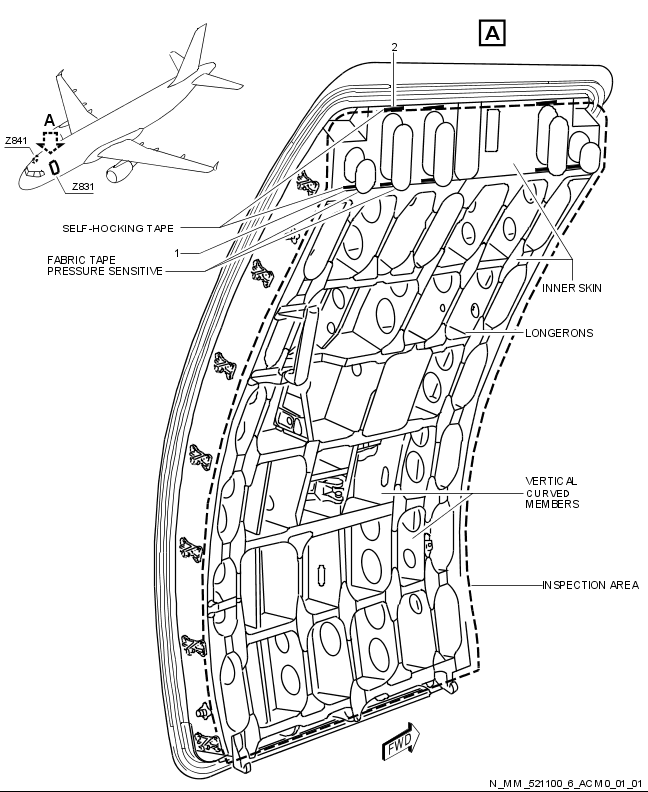 A
2
A
Z841
Z831
SELF-HOCKING TAPE
1
FABRIC TAPE
PRESSURE SENSITIVE
INNER SKIN
LONGERONS
VERTICAL
CURVED
MEMBERS
INSPECTION AREA
FWD
N_MM_521100_6_ACM0_01_01